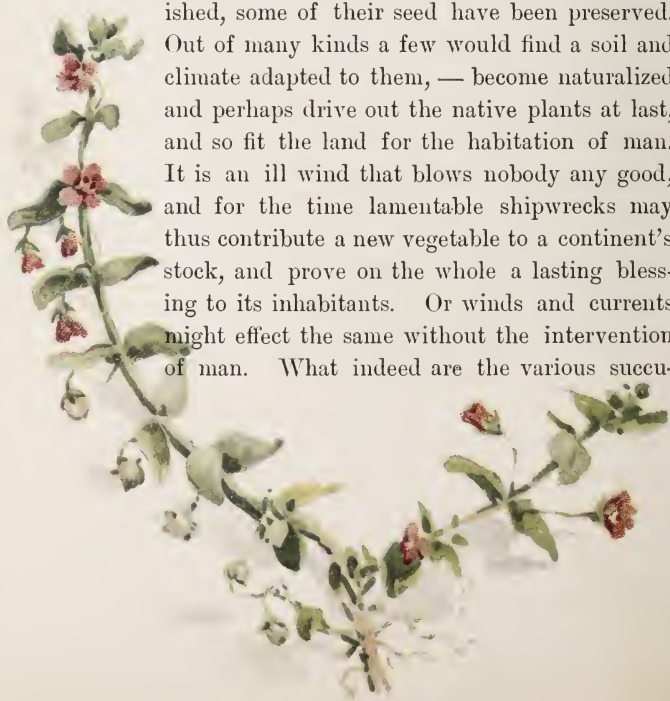 ished, some of their seed have been preserved.
Out of many kinds a few would find a soil and
climate adapted to them, — become naturalized
and perhaps drive out the native plants at last,
and so fit the land for the habitation of man.
It is an ill wind that blows nobody any good,
and for the time lamentable shipwrecks may
thus contribute a new vegetable to a continent's
stock, and prove on the whole a lasting bless-
ing to its inhabitants. Or winds and currents
might effect the same without the intervention
of man. What indeed are the various succu-